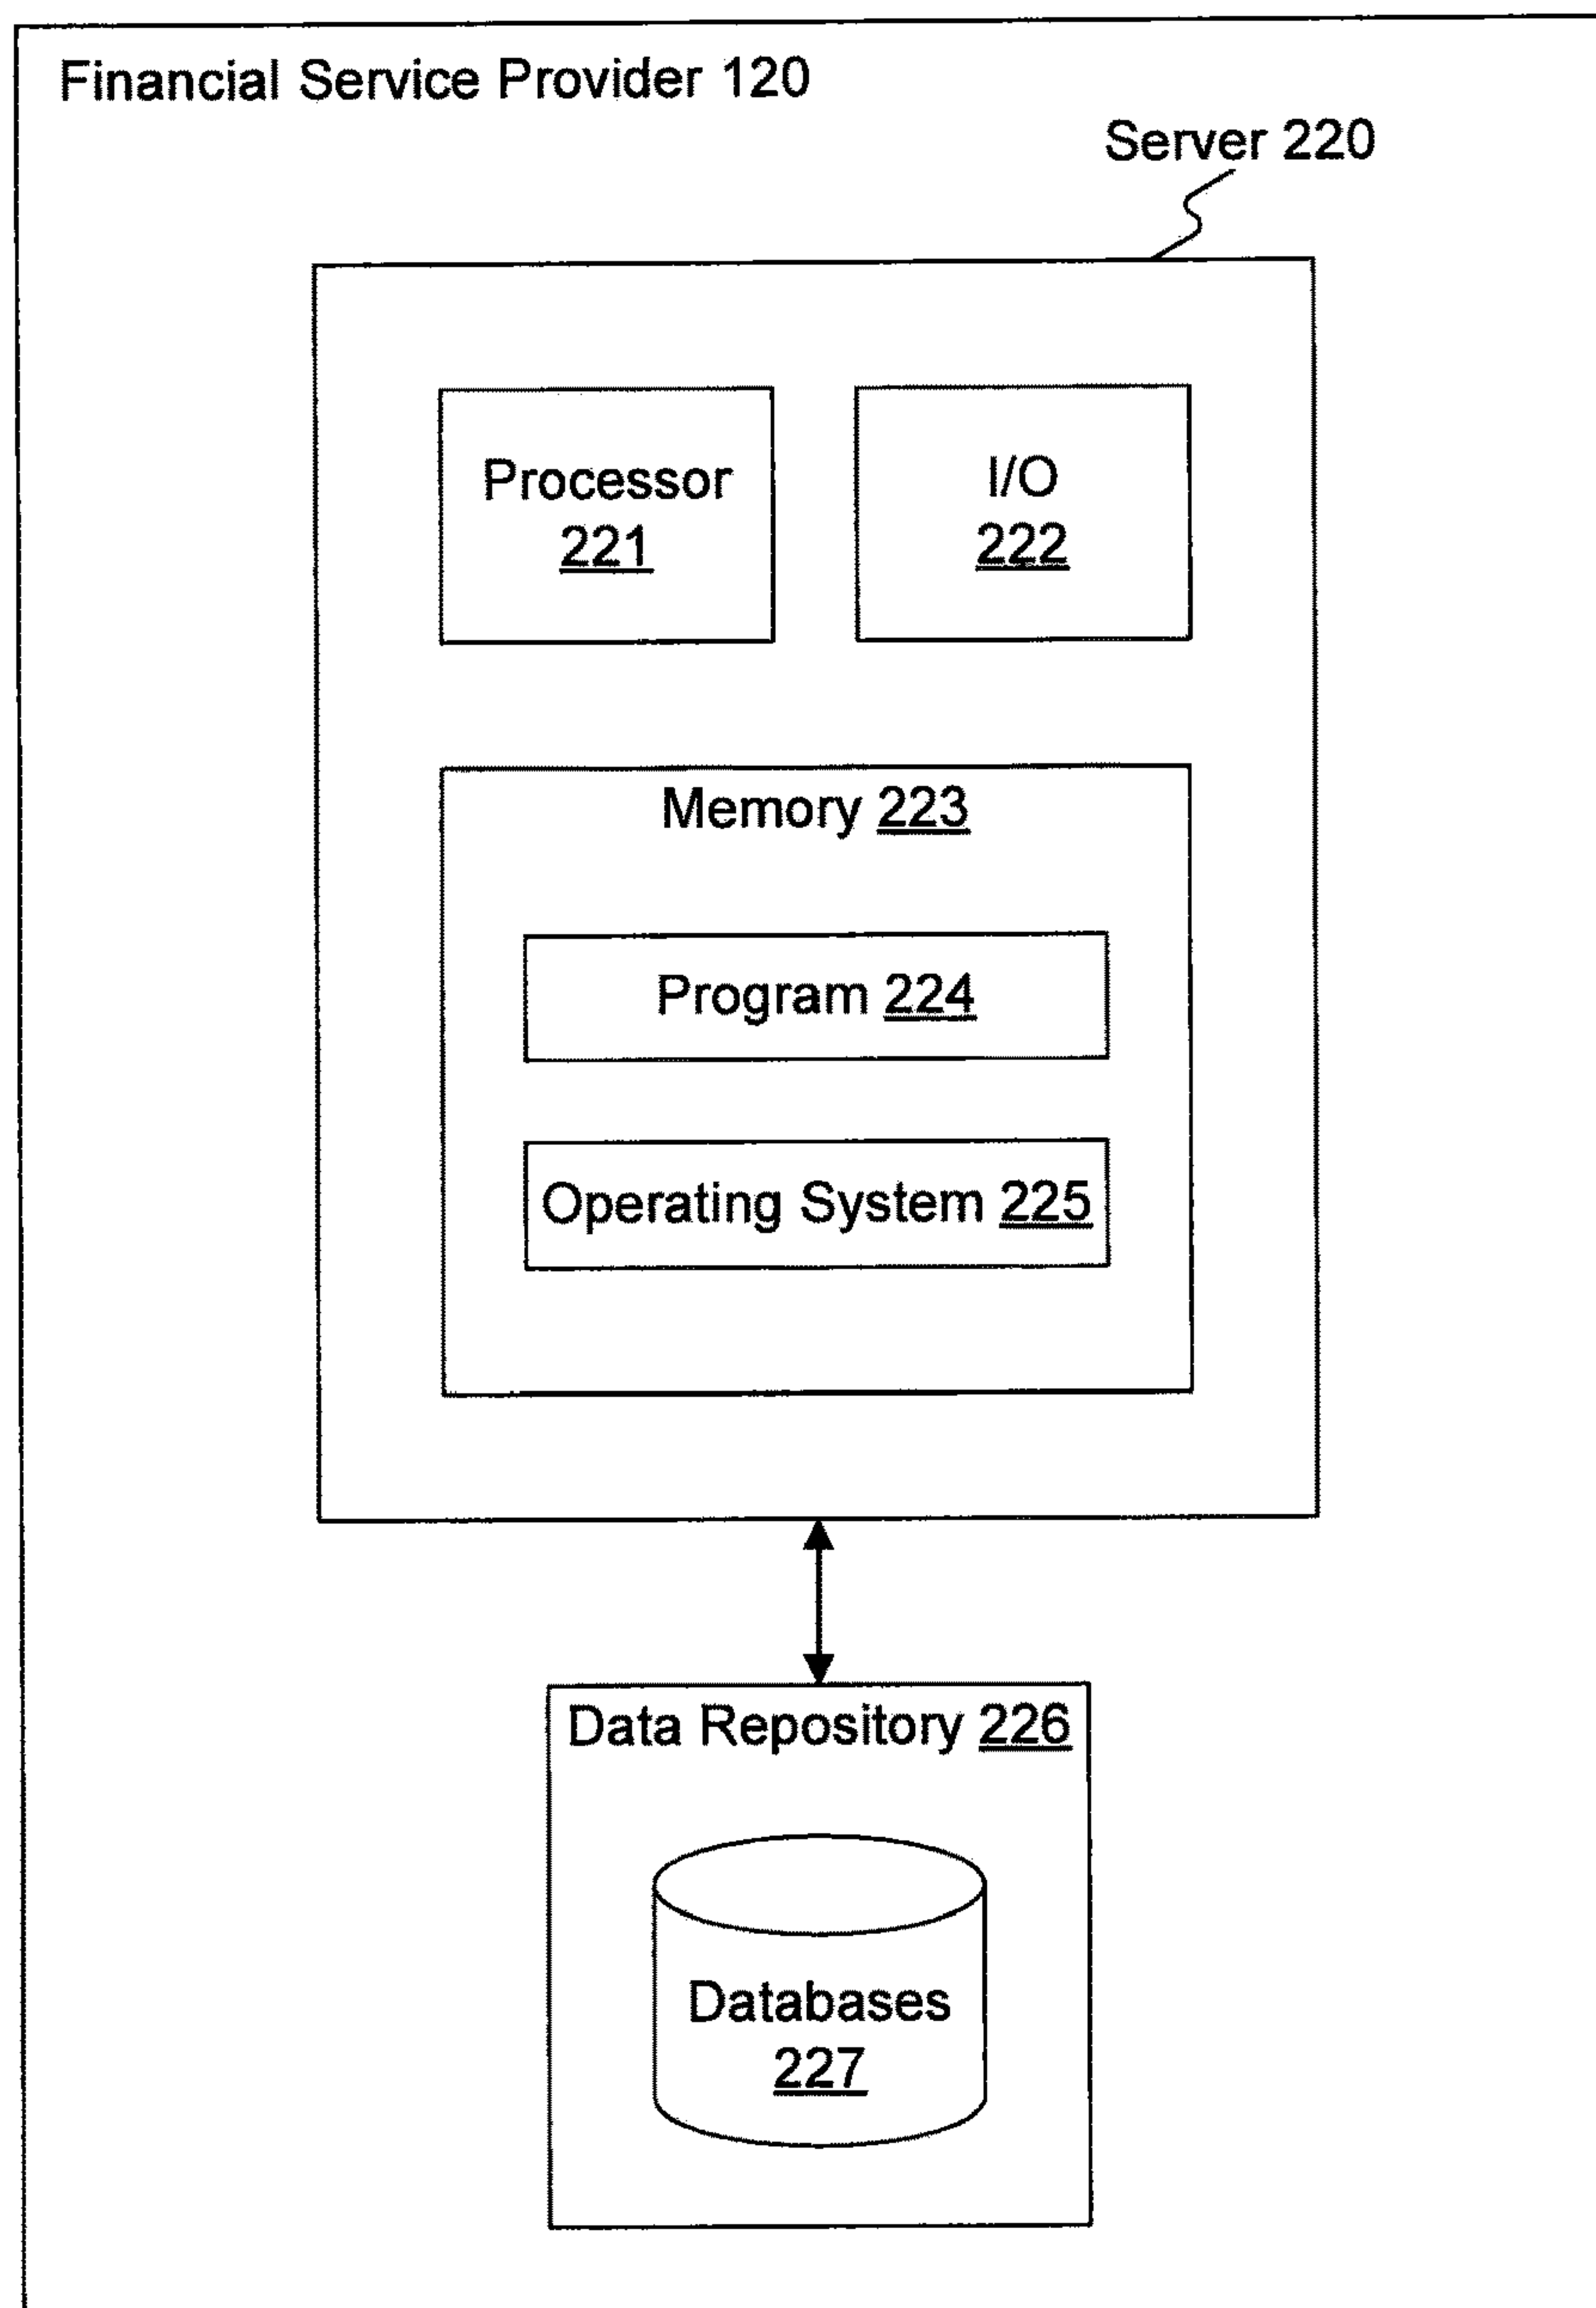 Financial Service Provider 120
Server 220
Processor
221
I/O
222
Memory 223
Program 224
Operating System 225
Data Repository 226
Databases
227